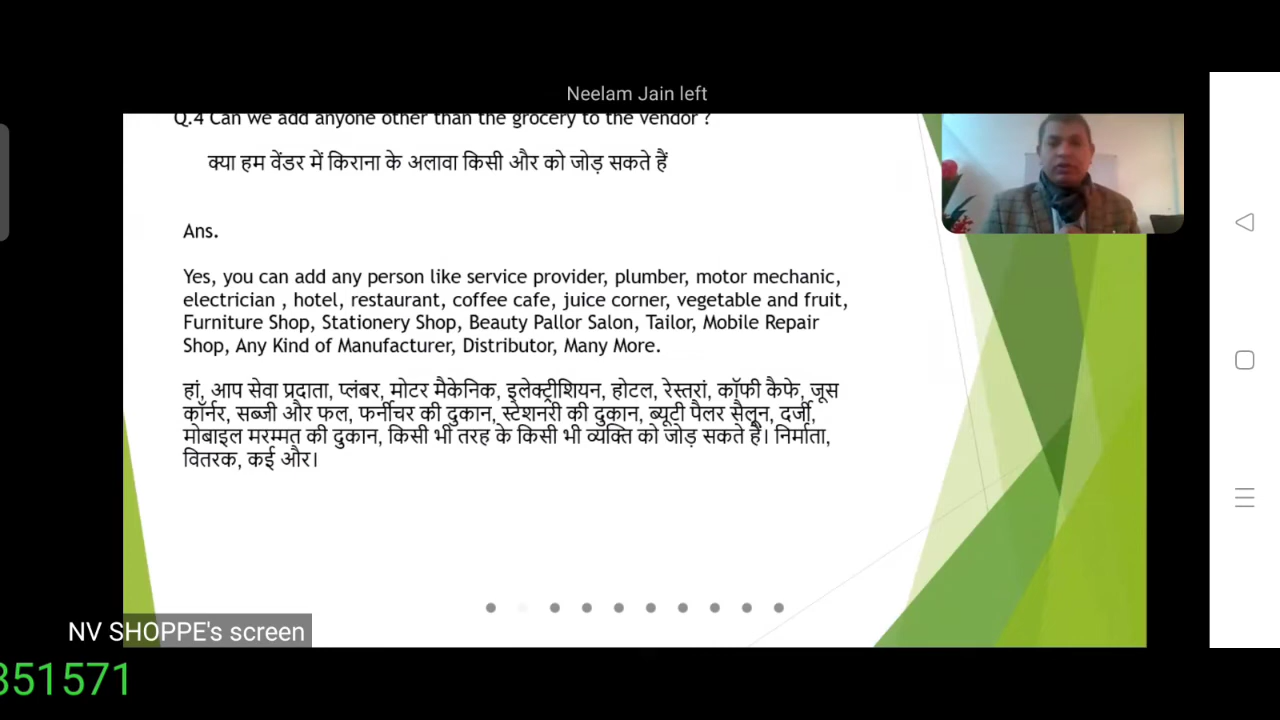 Neelam Jain left
Q.4 Can we add anyone other than the grocery to the vendor ?
क्या हम वेंडर में किराना के अलावा किसी और को जोड़ सकते हैं
Ans.
Yes, you can add any person like service provider, plumber, motor mechanic,
electrician , hotel, restaurant, coffee cafe, juice corner, vegetable and fruit,
Furniture Shop, Stationery Shop, Beauty Pallor Salon, Tailor, Mobile Repair
Shop, Any Kind of Manufacturer, Distributor, Many More.
हां, आप सेवा प्रदाता, प्लंबर, मोटर मैकेनिक, इलेक्ट्रीशियन, होटल, रेस्तरां, कॉफी कैफे, जूस
कॉर्नर, सब्जी और फल, फर्नीचर की दुकान, स्टेशनरी की दुकान, ब्यूटी पैलर सैलून, दर्जी,
मोबाइल मरम्मत की दुकान, किसी भी तरह के किसी भी व्यक्ति को जोड़ सकते हैं। निर्माता,
वितरक, कई और।
NV SHOPPE's screen
351571